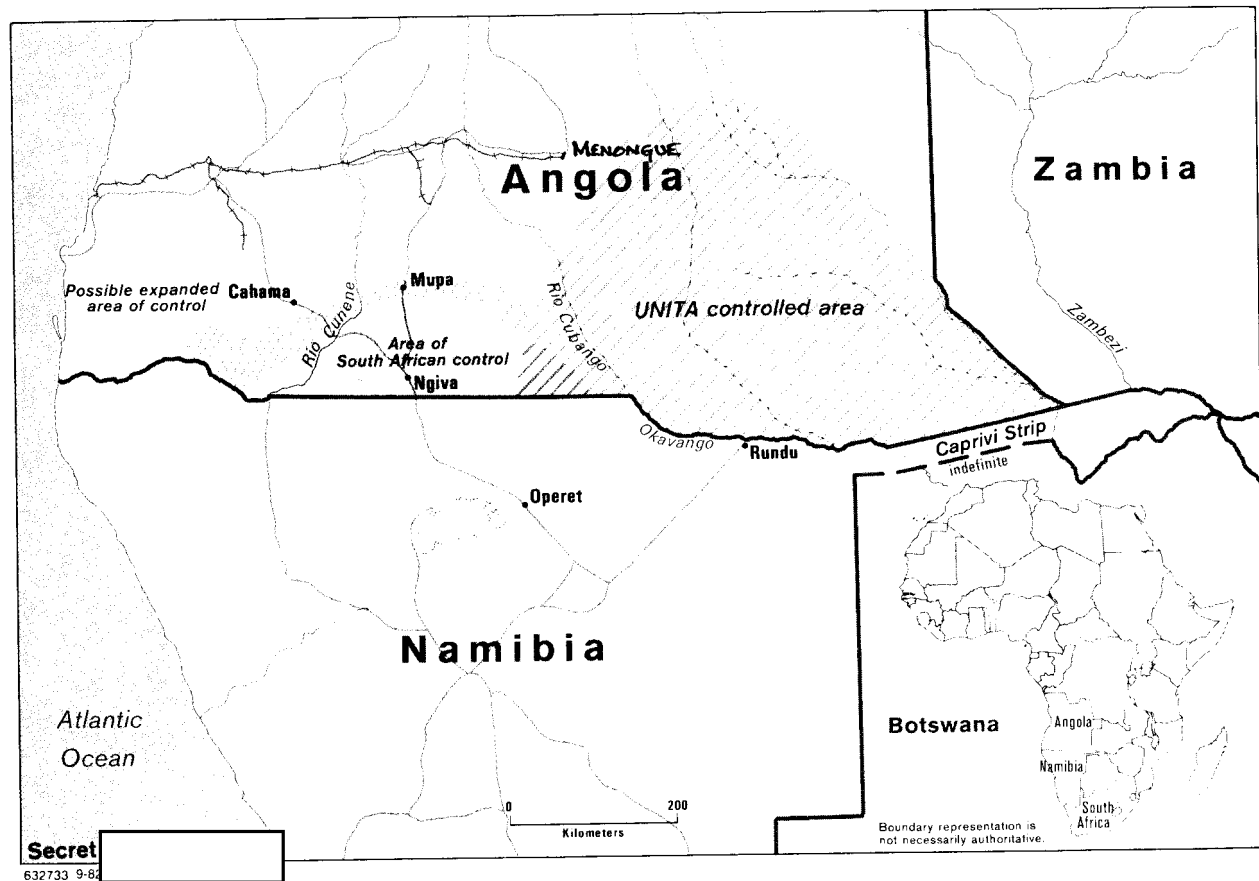 MENONGUE
Angola
Zambia
Possible expanded
area of control
Cahama
Rio Cunene
Mupa
Rio Cubango
UNITA controlled area
Zambezi
Area of
South African control
Ngiva
Okavango
Rundu
Caprivi Strip
indefinite
Operet
Namibia
Atlantic
Ocean
Botswana
Angola
Namibia
South
Africa
0 200
Kilometers
Boundary representation is
not necessarily authoritative.
Secret
632733 9-82